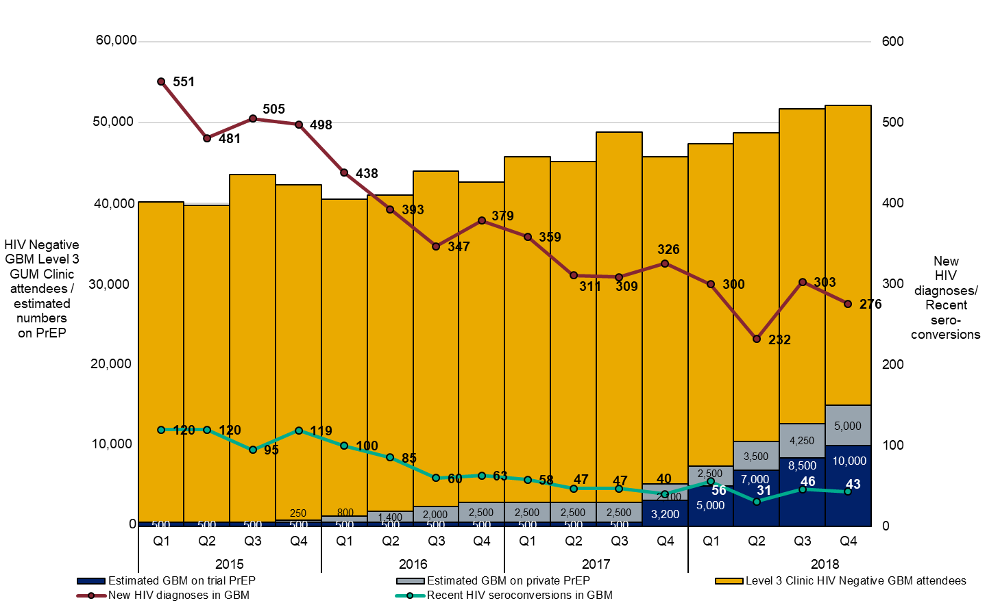 60,000
50,000
40,000
30,000
20,000
10,000
0
HIV Negative
GBM Level 3
GUM Clinic
attendees /
estimated
numbers
on PrEP
600
500
400
300
200
100
0
New
HIV
diagnoses/
Recent
sero-
conversions
551 481 505 498 438 393 347 379 359 311 309 326 300 232 303 276
120 120 95 119 100 85 60 63 58 47 47 40 56 31 46 43
250 800 1,400 2,000 2,500 2,500 2,500 2,500 2,100 2,500 3,500 4,250 5,000
500 500 500 500 500 500 500 500 500 500 500 3,200 5,000 7,000 8,500 10,000
Q1 Q2 Q3 Q4 Q1 Q2 Q3 Q4 Q1 Q2 Q3 Q4 Q1 Q2 Q3 Q4
2015 2016 2017 2018
Estimated GBM on trial PrEP Estimated GBM on private PrEP Level 3 Clinic HIV Negative GBM attendees
New HIV diagnoses in GBM Recent HIV seroconversions in GBM